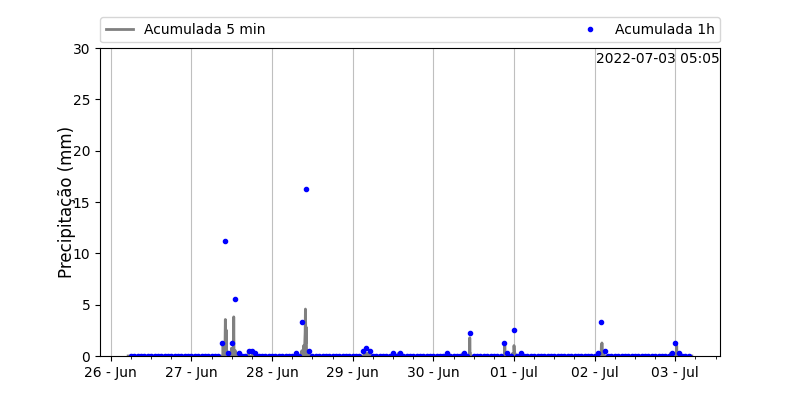 Acumulada 5 min Acumulada 1h
2022-07-03 05:05
Precipitação (mm)
30
25
20
15
10
5
0
26 - Jun 27 - Jun 28 - Jun 29 - Jun 30 - Jun 01 - Jul 02 - Jul 03 - Jul